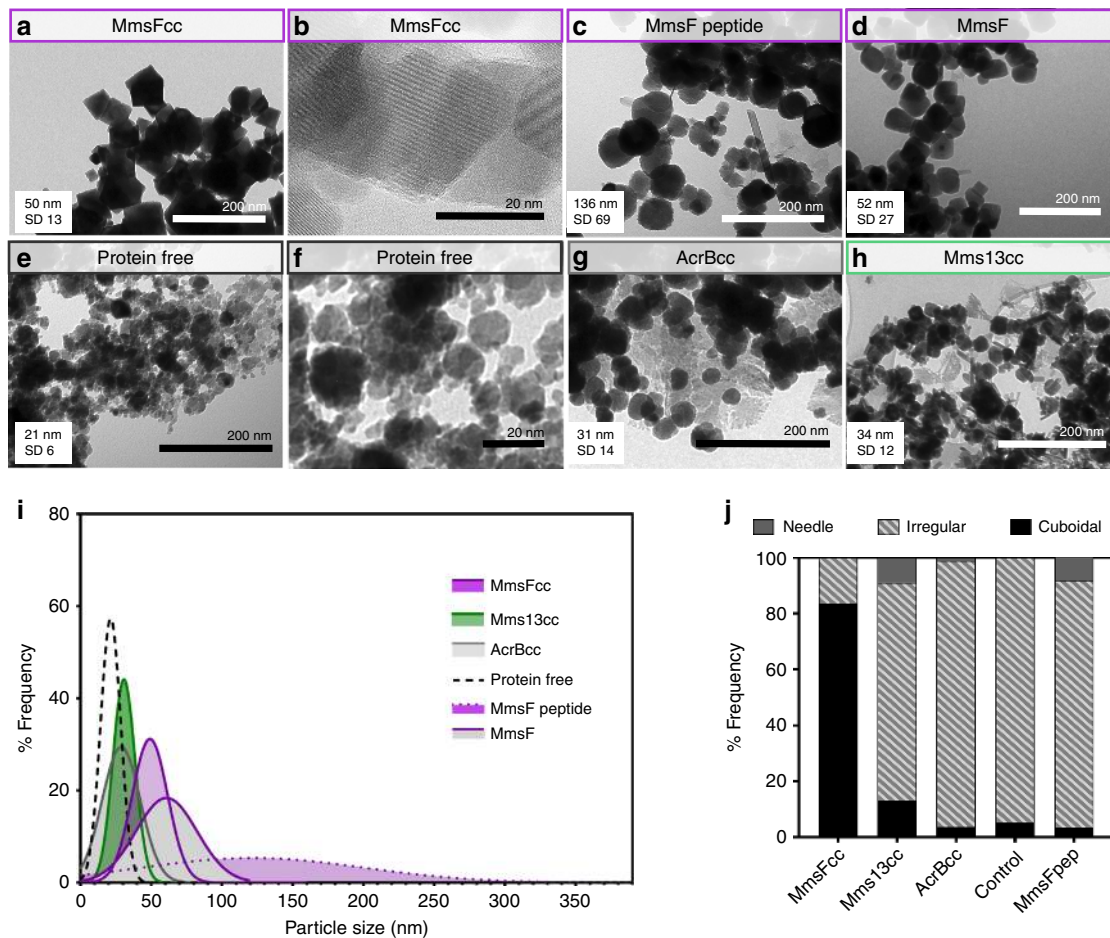 a MmsFcc
b MmsFcc
c MmsF peptide
d MmsF
50 nm
SD 13
200 nm
20 nm
136 nm
SD 69
200 nm
52 nm
SD 27
200 nm
e Protein free
f Protein free
g AcrBcc
h Mms13cc
21 nm
SD 6
200 nm
20 nm
31 nm
SD 14
200 nm
34 nm
SD 12
200 nm
i
80
60
40
20
0
% Frequency
MmsFcc
Mms13cc
AcrBcc
Protein free
MmsF peptide
MmsF
0 50 100 150 200 250 300 350
Particle size (nm)
j
Needle Irregular Cuboidal
100
80
60
40
20
0
% Frequency
MmsFcc
Mms13cc
AcrBcc
Control
MmsFpep